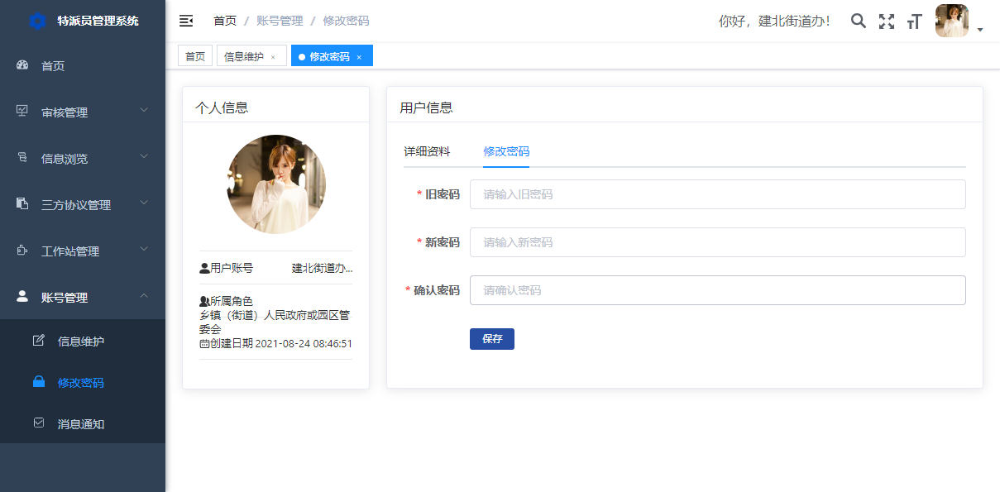 特派员管理系统
首页
审核管理
信息浏览
三方协议管理
工作站管理
账号管理
信息维护
修改密码
消息通知
首页 / 账号管理 / 修改密码
你好，建北街道办！
首页
信息维护 ×
修改密码 ×
个人信息
用户账号 建北街道办...
所属角色
乡镇（街道）人民政府或园区管
委会
创建日期 2021-08-24 08:46:51
用户信息
详细资料
修改密码
* 旧密码 请输入旧密码
* 新密码 请输入新密码
* 确认密码 请确认密码
保存